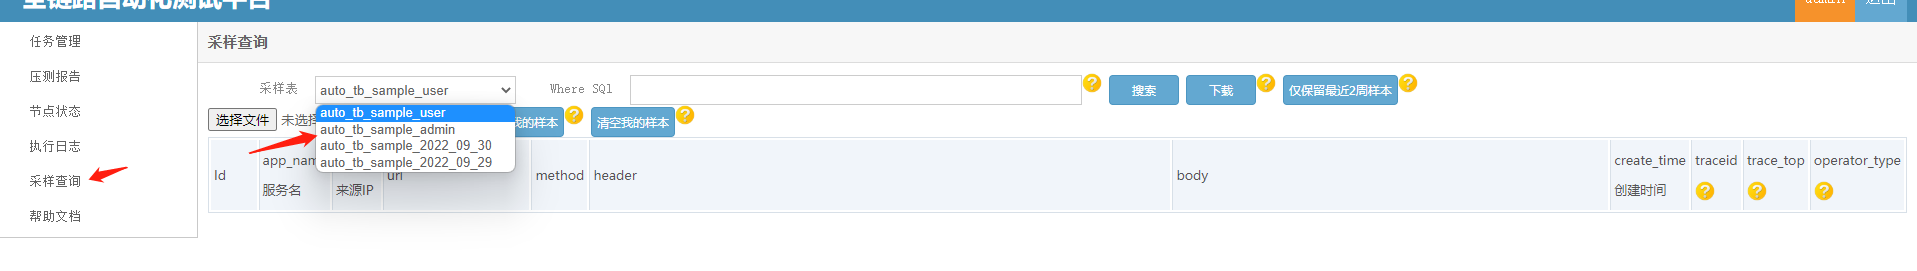 全链路自动化测试平台
admin 退出
任务管理
压测报告
节点状态
执行日志
采样查询
帮助文档
采样查询
采样表 auto_tb_sample_user Where SQl 搜索 下载 仅保留最近2周样本
auto_tb_sample_user
auto_tb_sample_admin
auto_tb_sample_2022_09_30
auto_tb_sample_2022_09_29
选择文件 未选择 我的样本 清空我的样本
Id app_nam url method header body create_time traceid trace_top operator_type
服务名 来源IP 创建时间